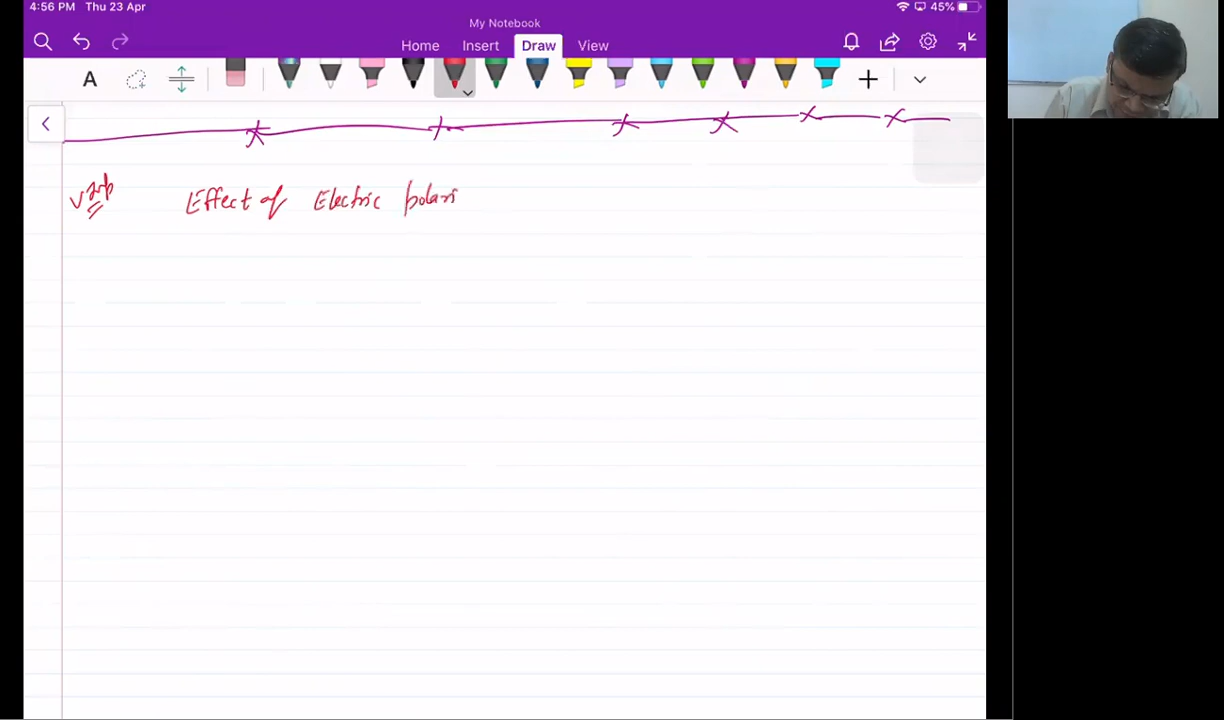 4:56 PM Thu 23 Apr
45%
My Notebook
Home Insert Draw View
A
Effect of Electric polari